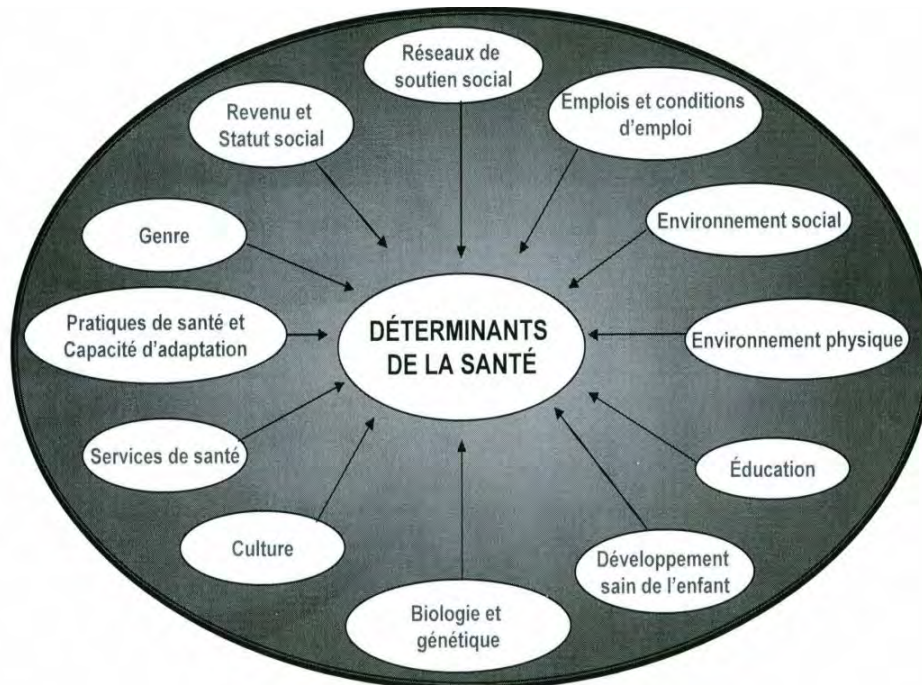 Réseaux de
soutien social
Emplois et conditions
d'emploi
Revenu et
Statut social
Environnement social
Genre
Pratiques de santé et
Capacité d'adaptation
DÉTERMINANTS
DE LA SANTÉ
Environnement physique
Services de santé
Éducation
Culture
Développement
sain de l'enfant
Biologie et
génétique